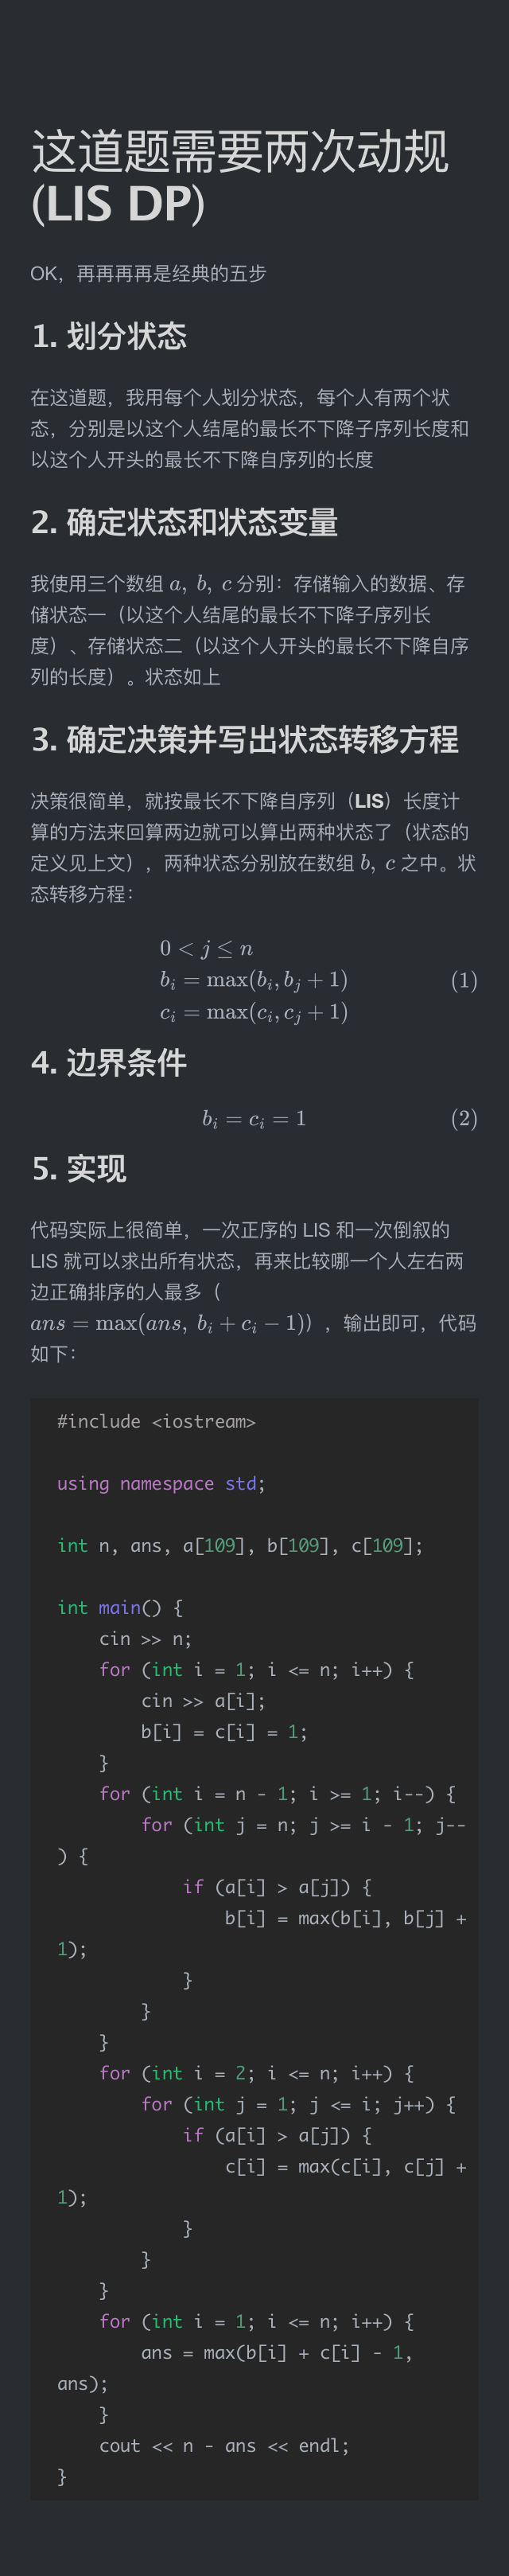 这道题需要两次动规
(LIS DP)
OK，再再再再是经典的五步
1. 划分状态
在这道题，我用每个人划分状态，每个人有两个状
态，分别是以这个人结尾的最长不下降子序列长度和
以这个人开头的最长不下降自序列的长度
2. 确定状态和状态变量
我使用三个数组 a, b, c 分别：存储输入的数据、存
储状态一（以这个人结尾的最长不下降子序列长
度）、存储状态二（以这个人开头的最长不下降自序
列的长度）。状态如上
3. 确定决策并写出状态转移方程
决策很简单，就按最长不下降自序列（LIS）长度计
算的方法来回算两边就可以算出两种状态了（状态的
定义见上文），两种状态分别放在数组 b, c 之中。状
态转移方程：
0 < j ≤ n
b_i = max(b_i, b_j + 1) (1)
c_i = max(c_i, c_j + 1)
4. 边界条件
b_i = c_i = 1 (2)
5. 实现
代码实际上很简单，一次正序的 LIS 和一次倒叙的
LIS 就可以求出所有状态，再来比较哪一个人左右两
边正确排序的人最多（
ans = max(ans, b_i + c_i − 1)），输出即可，代码
如下：
#include <iostream>
using namespace std;
int n, ans, a[109], b[109], c[109];
int main() {
cin >> n;
for (int i = 1; i <= n; i++) {
cin >> a[i];
b[i] = c[i] = 1;
}
for (int i = n - 1; i >= 1; i--) {
for (int j = n; j >= i - 1; j--
) {
if (a[i] > a[j]) {
b[i] = max(b[i], b[j] +
1);
}
}
}
for (int i = 2; i <= n; i++) {
for (int j = 1; j <= i; j++) {
if (a[i] > a[j]) {
c[i] = max(c[i], c[j] +
1);
}
}
}
for (int i = 1; i <= n; i++) {
ans = max(b[i] + c[i] - 1,
ans);
}
cout << n - ans << endl;
}